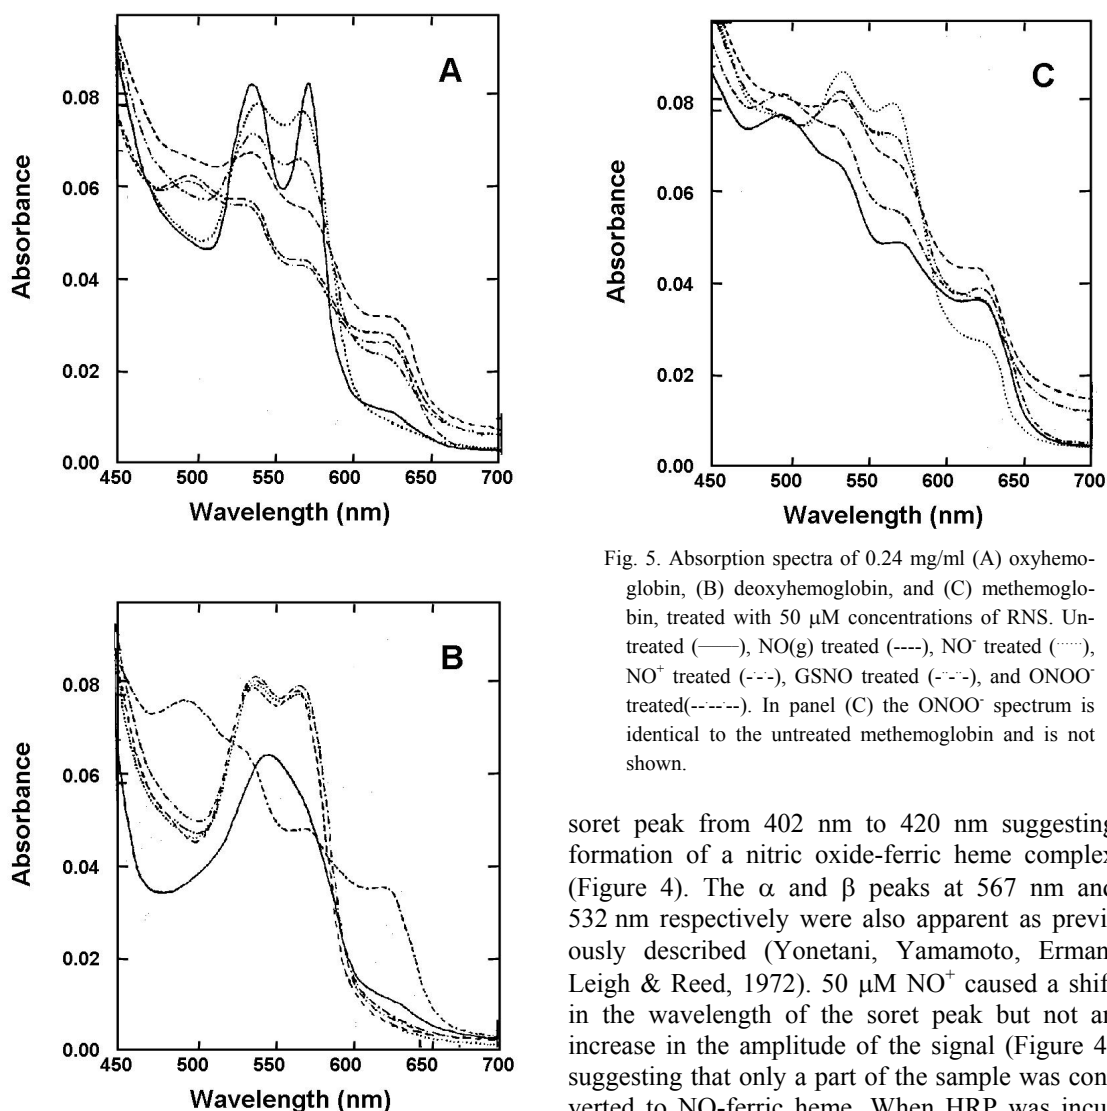 A
0.08
0.06
0.04
0.02
0.00
450 500 550 600 650 700
Absorbance
Wavelength (nm)
B
0.08
0.06
0.04
0.02
0.00
450 500 550 600 650 700
Absorbance
Wavelength (nm)
C
0.08
0.06
0.04
0.02
0.00
450 500 550 600 650 700
Absorbance
Wavelength (nm)
Fig. 5. Absorption spectra of 0.24 mg/ml (A) oxyhemo-
globin, (B) deoxyhemoglobin, and (C) methemoglo-
bin, treated with 50 μM concentrations of RNS. Un-
treated (——), NO(g) treated (----), NO⁻ treated (······),
NO⁺ treated (-·-·-), GSNO treated (-··-··-), and ONOO⁻
treated(--·--·--). In panel (C) the ONOO⁻ spectrum is
identical to the untreated methemoglobin and is not
shown.
soret peak from 402 nm to 420 nm suggesting
formation of a nitric oxide-ferric heme complex
(Figure 4). The α and β peaks at 567 nm and
532 nm respectively were also apparent as previ
ously described (Yonetani, Yamamoto, Erman
Leigh & Reed, 1972). 50 μM NO⁺ caused a shif
in the wavelength of the soret peak but not an
increase in the amplitude of the signal (Figure 4
suggesting that only a part of the sample was con
verted to NO-ferric heme. When HRP was incu